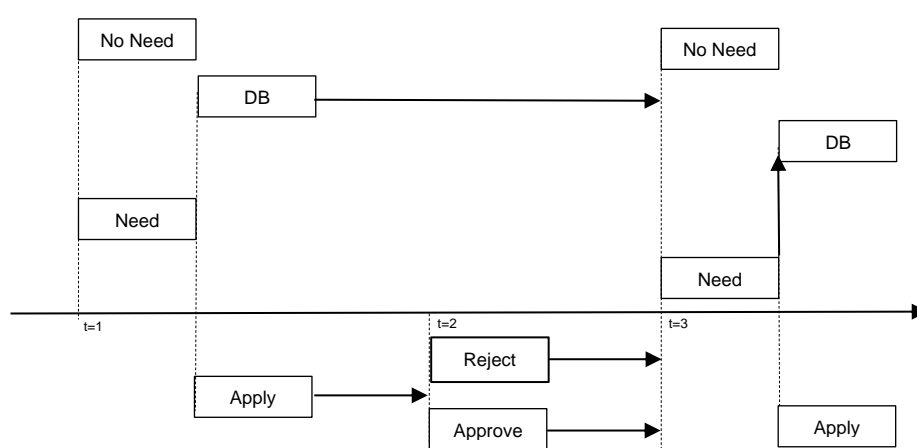 No Need
No Need
DB
DB
Need
Need
t=1
t=2
t=3
Reject
Apply
Approve
Apply